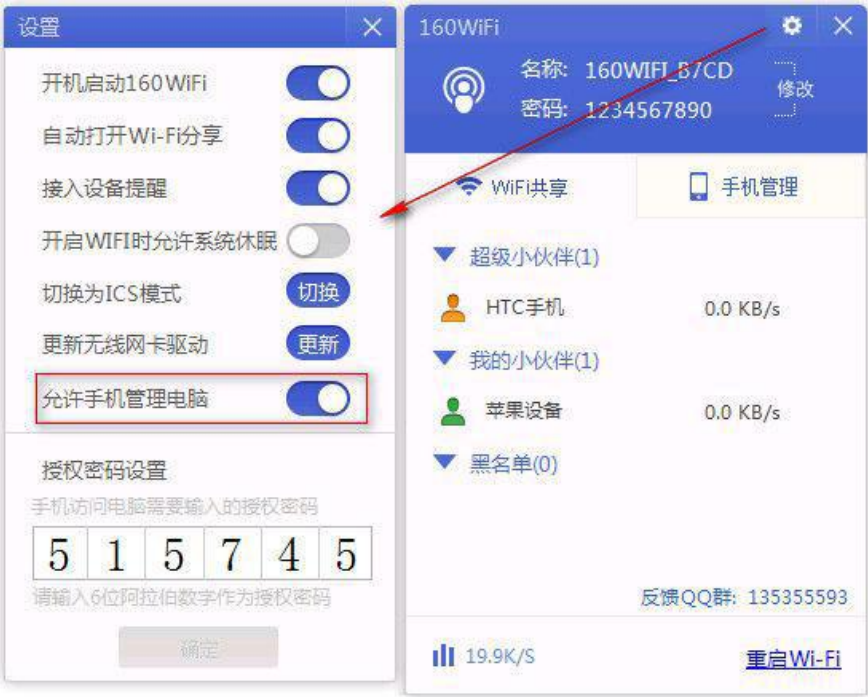 设置
开机启动160WiFi
自动打开Wi-Fi分享
接入设备提醒
开启WIFI时允许系统休眠
切换为ICS模式 切换
更新无线网卡驱动 更新
允许手机管理电脑
授权密码设置
手机访问电脑需要输入的授权密码
5 1 5 7 4 5
请输入6位阿拉伯数字作为授权密码
确定
160WiFi
名称: 160WIFI_B7CD
修改
密码: 1234567890
WiFi共享 手机管理
超级小伙伴(1)
HTC手机 0.0 KB/s
我的小伙伴(1)
苹果设备 0.0 KB/s
黑名单(0)
反馈QQ群: 135355593
19.9K/S 重启Wi-Fi